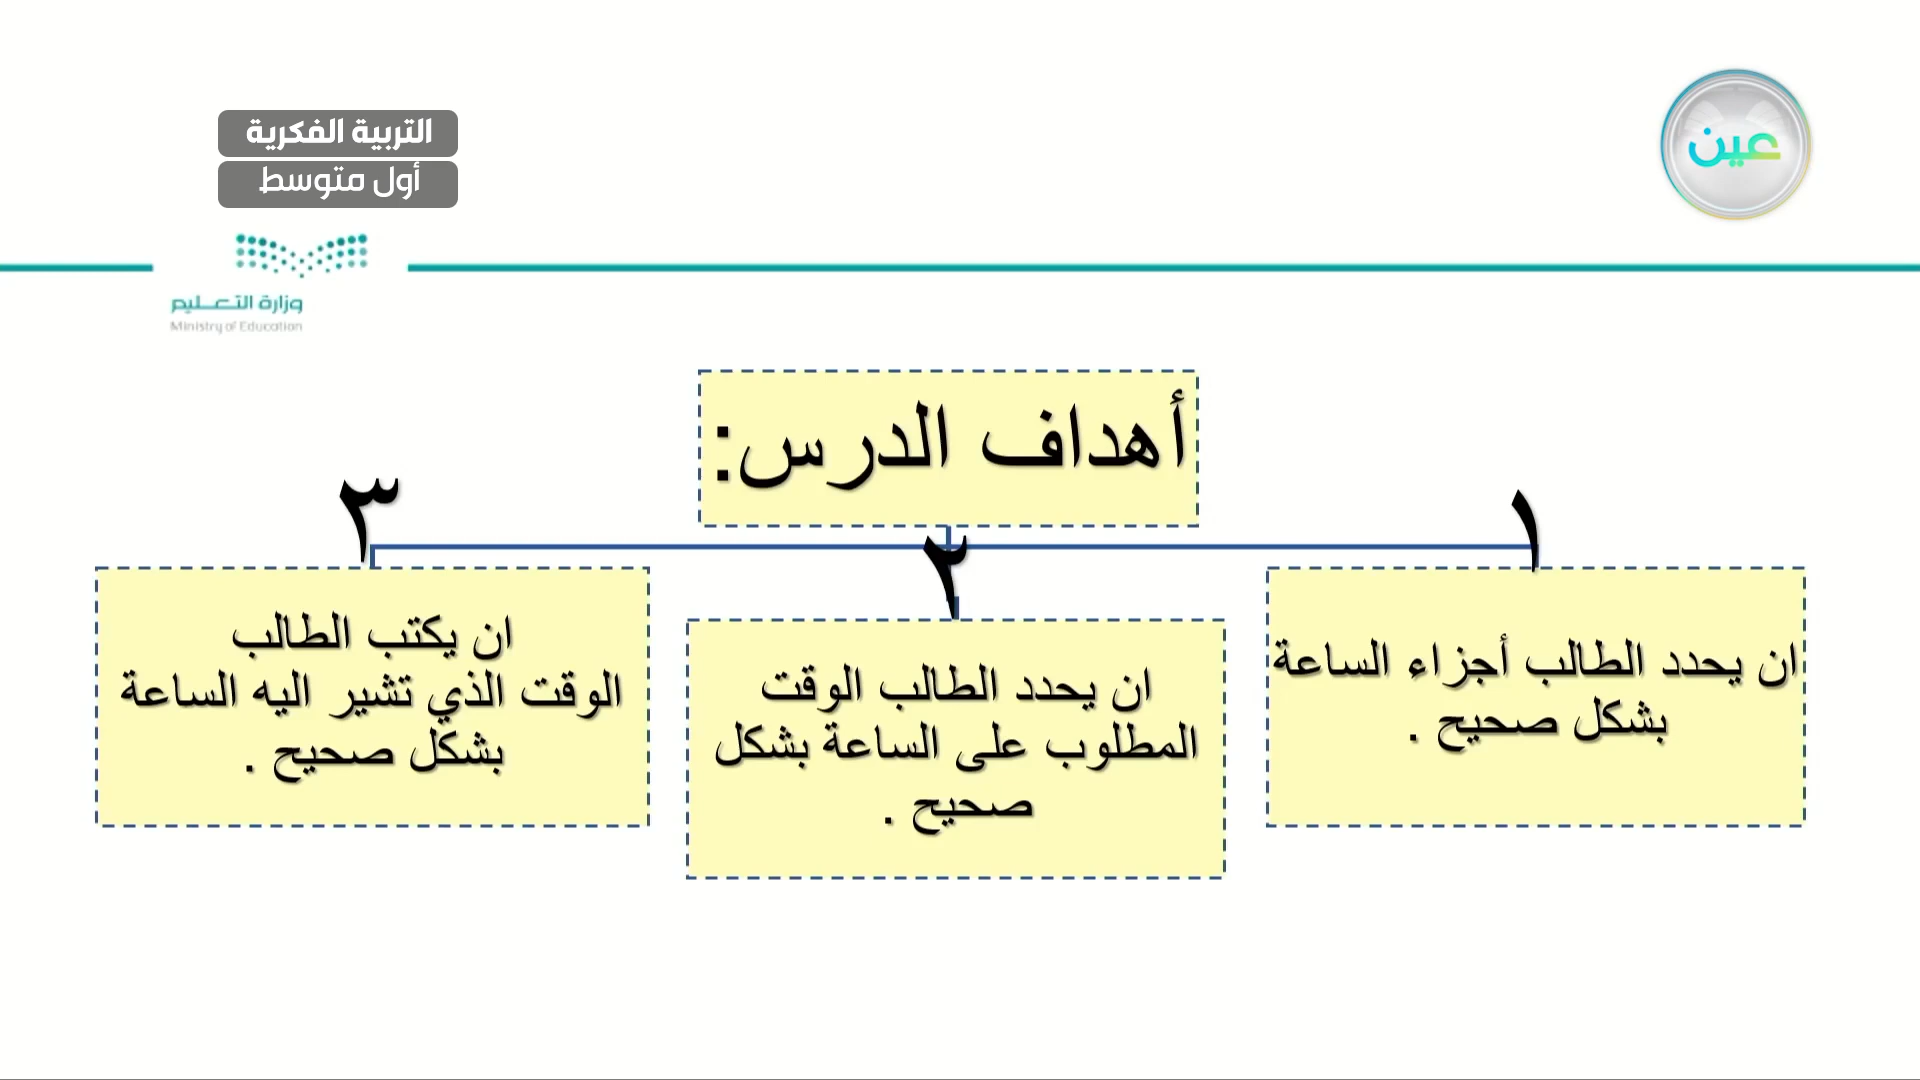 التربية الفكرية
أول متوسط
عين
وزارة التعليم
Ministry of Education
أهداف الدرس:
١
ان يحدد الطالب أجزاء الساعة
بشكل صحيح .
٢
ان يحدد الطالب الوقت
المطلوب على الساعة بشكل
صحيح .
٣
ان يكتب الطالب
الوقت الذي تشير اليه الساعة
بشكل صحيح .